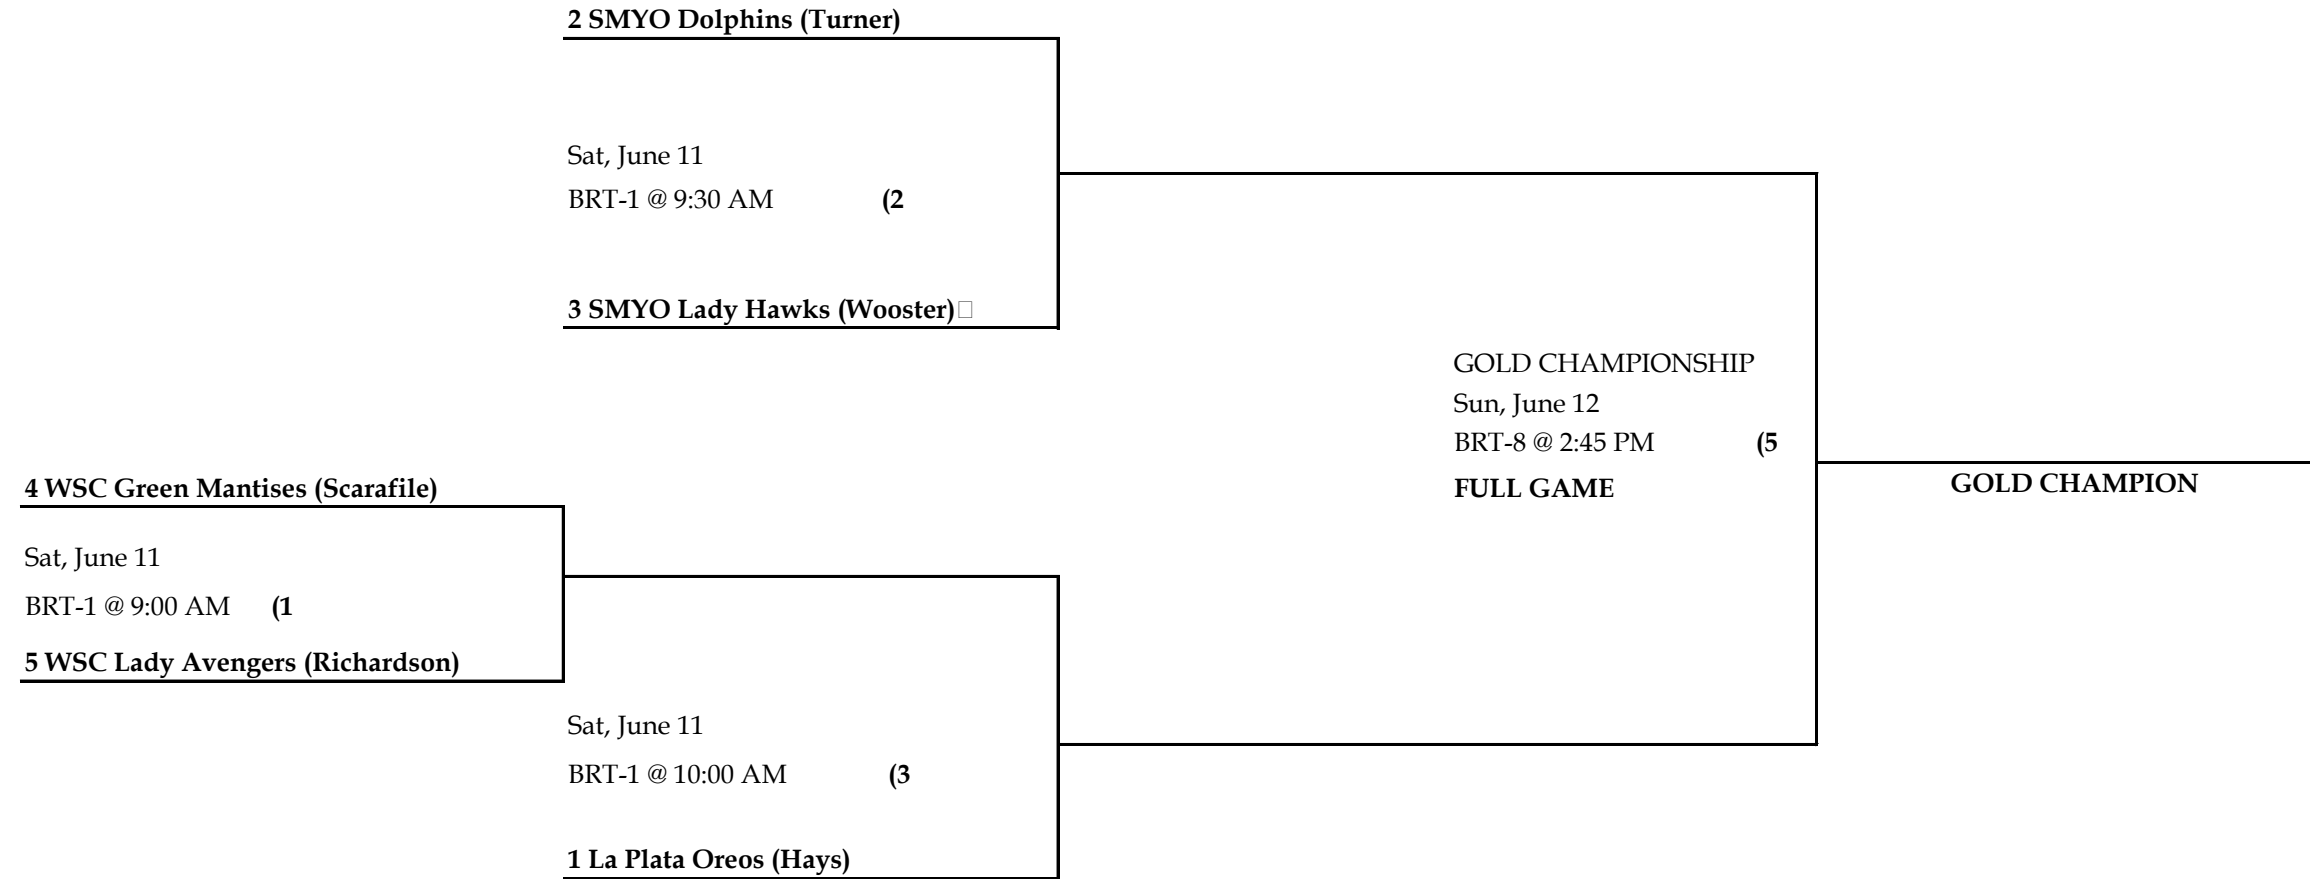 2 SMYO Dolphins (Turner)
Sat, June 11
BRT-1 @ 9:30 AM (2
3 SMYO Lady Hawks (Wooster)□
GOLD CHAMPIONSHIP
Sun, June 12
BRT-8 @ 2:45 PM (5
FULL GAME
GOLD CHAMPION
4 WSC Green Mantises (Scarafile)
Sat, June 11
BRT-1 @ 9:00 AM (1
5 WSC Lady Avengers (Richardson)
Sat, June 11
BRT-1 @ 10:00 AM (3
1 La Plata Oreos (Hays)